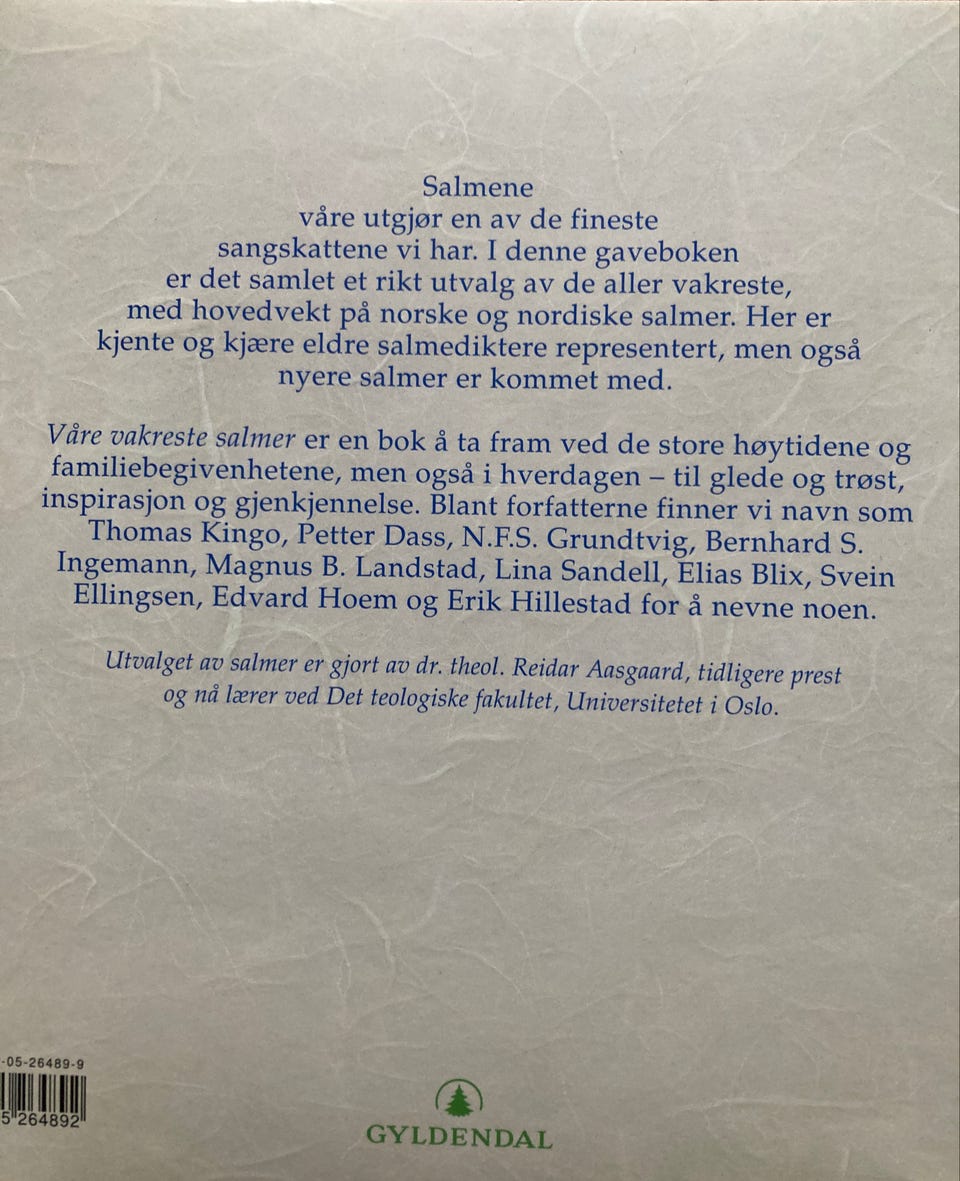 Salmene
våre utgjør en av de fineste
sangskattene vi har. I denne gaveboken
er det samlet et rikt utvalg av de aller vakreste,
med hovedvekt på norske og nordiske salmer. Her er
kjente og kjære eldre salmediktere representert, men også
nyere salmer er kommet med.
Våre vakreste salmer er en bok å ta fram ved de store høytidene og
familiebegivenhetene, men også i hverdagen – til glede og trøst,
inspirasjon og gjenkjennelse. Blant forfatterne finner vi navn som
Thomas Kingo, Petter Dass, N.F.S. Grundtvig, Bernhard S.
Ingemann, Magnus B. Landstad, Lina Sandell, Elias Blix, Svein
Ellingsen, Edvard Hoem og Erik Hillestad for å nevne noen.
Utvalget av salmer er gjort av dr. theol. Reidar Aasgaard, tidligere prest
og nå lærer ved Det teologiske fakultet, Universitetet i Oslo.
-05-26489-9
5 264892
GYLDENDAL